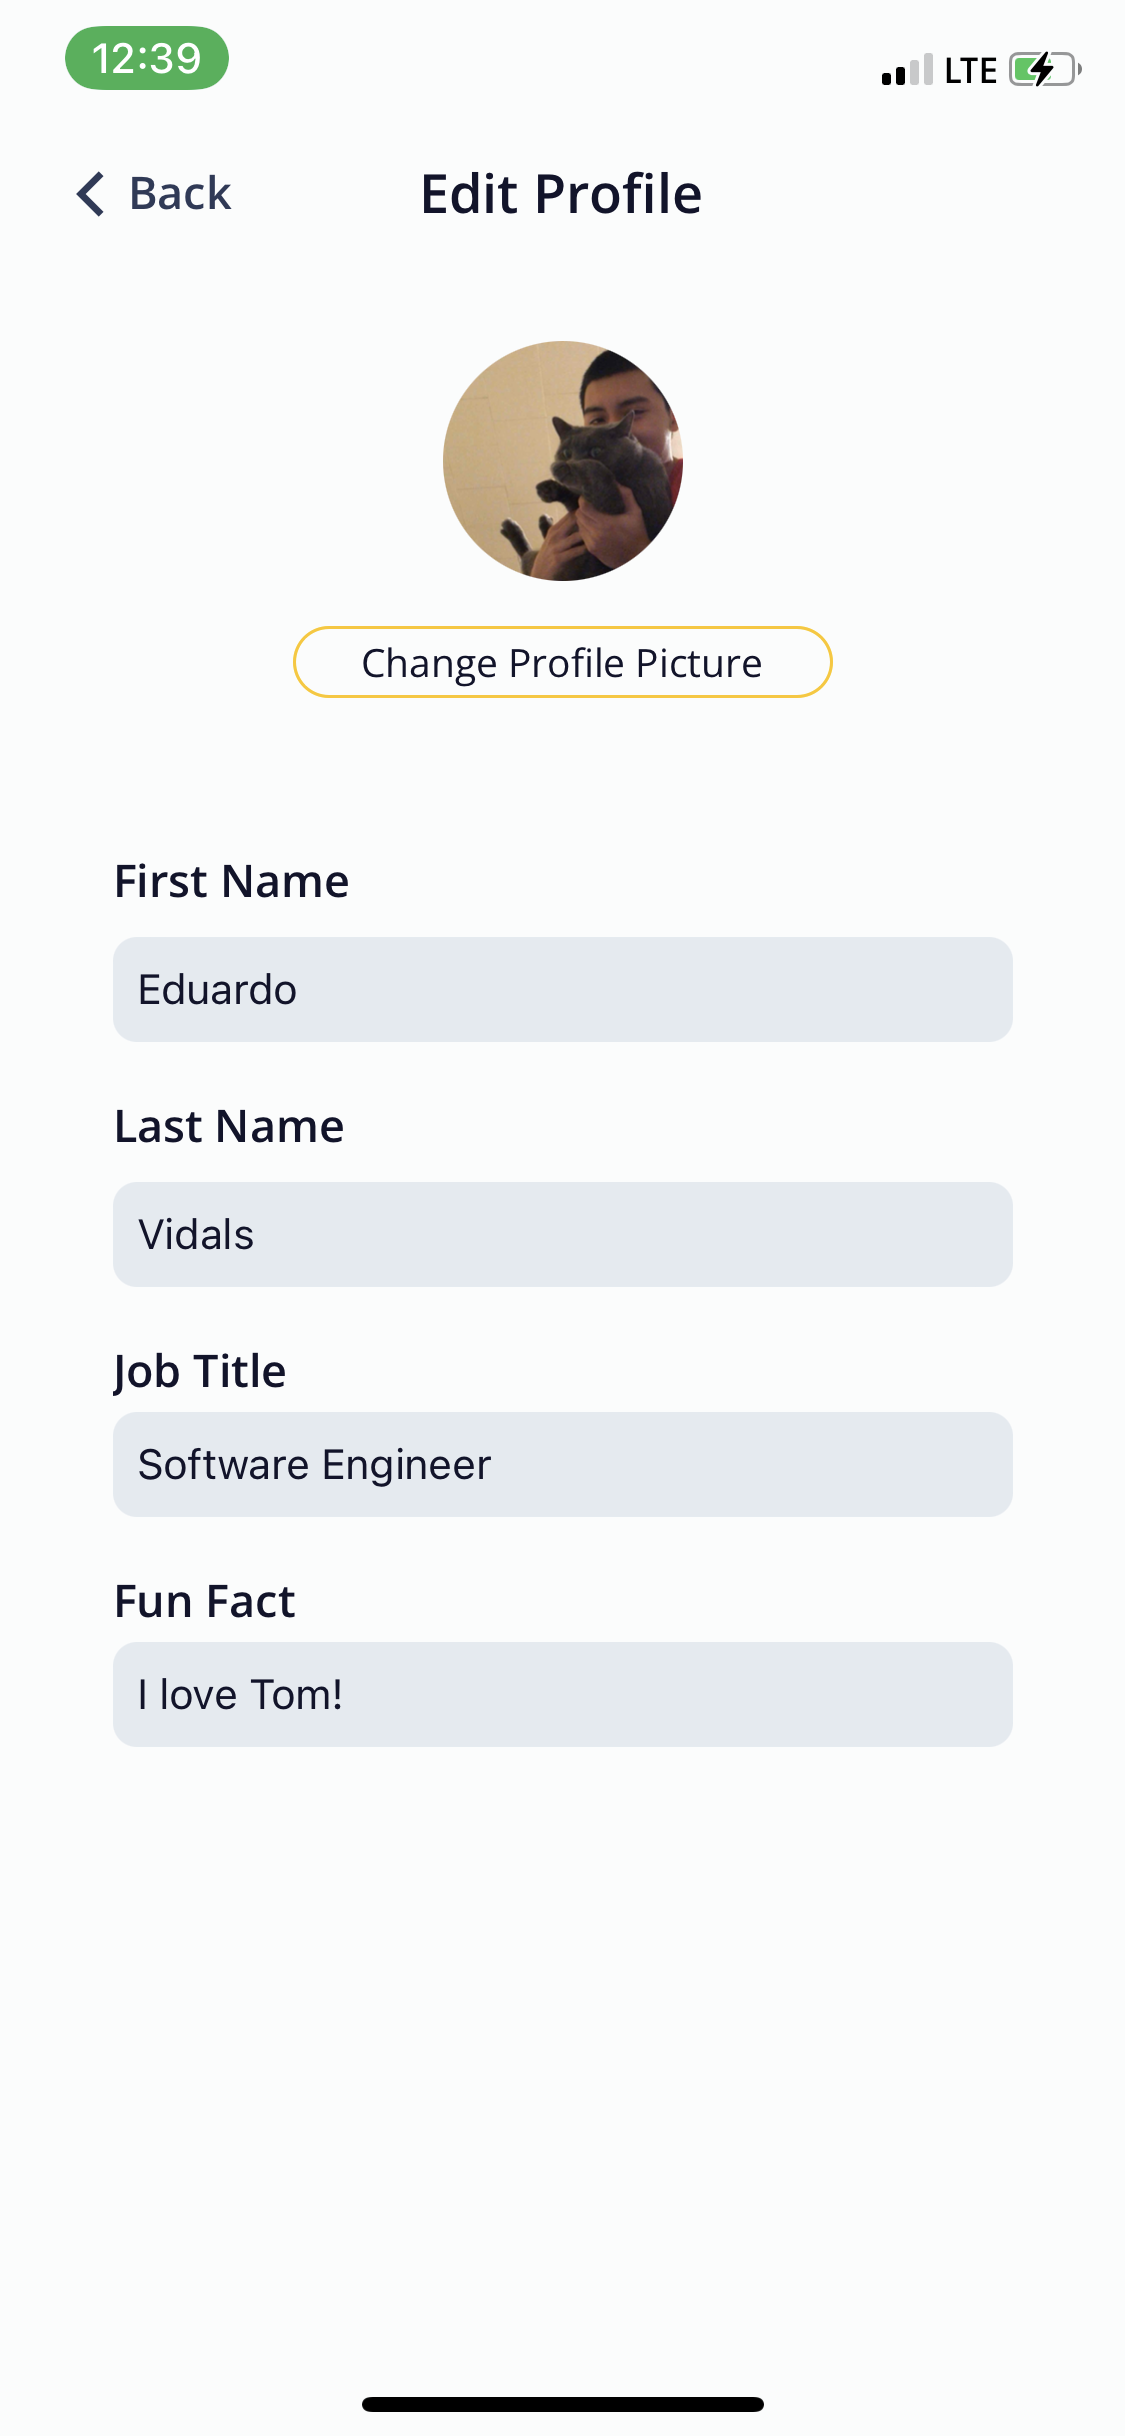 12:39
LTE
Back
Edit Profile
Change Profile Picture
First Name
Eduardo
Last Name
Vidals
Job Title
Software Engineer
Fun Fact
I love Tom!